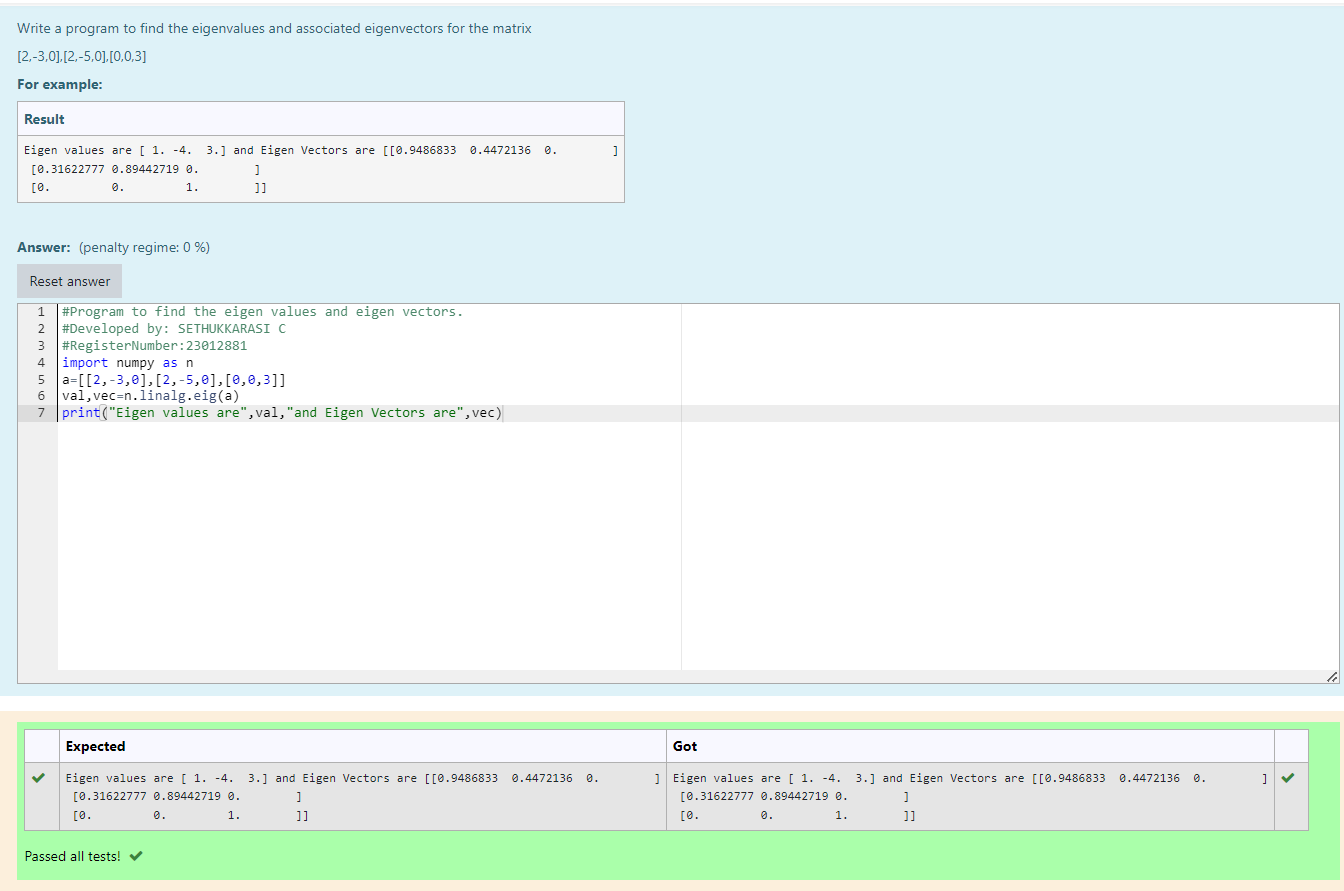 Write a program to find the eigenvalues and associated eigenvectors for the matrix
[2,-3,0],[2,-5,0],[0,0,3]
For example:
Result
Eigen values are [ 1. -4.  3.] and Eigen Vectors are [[0.9486833  0.4472136  0.        ]
 [0.31622777 0.89442719 0.        ]
 [0.         0.         1.        ]]
Answer: (penalty regime: 0 %)
Reset answer
1 #Program to find the eigen values and eigen vectors.
2 #Developed by: SETHUKKARASI C
3 #RegisterNumber:23012881
4 import numpy as n
5 a=[[2,-3,0],[2,-5,0],[0,0,3]]
6 val,vec=n.linalg.eig(a)
7 print("Eigen values are",val,"and Eigen Vectors are",vec)
Expected Got
Eigen values are [ 1. -4.  3.] and Eigen Vectors are [[0.9486833  0.4472136  0.        ] Eigen values are [ 1. -4.  3.] and Eigen Vectors are [[0.9486833  0.4472136  0.        ]
 [0.31622777 0.89442719 0.        ] [0.31622777 0.89442719 0.        ]
 [0.         0.         1.        ]] [0.         0.         1.        ]]
Passed all tests!